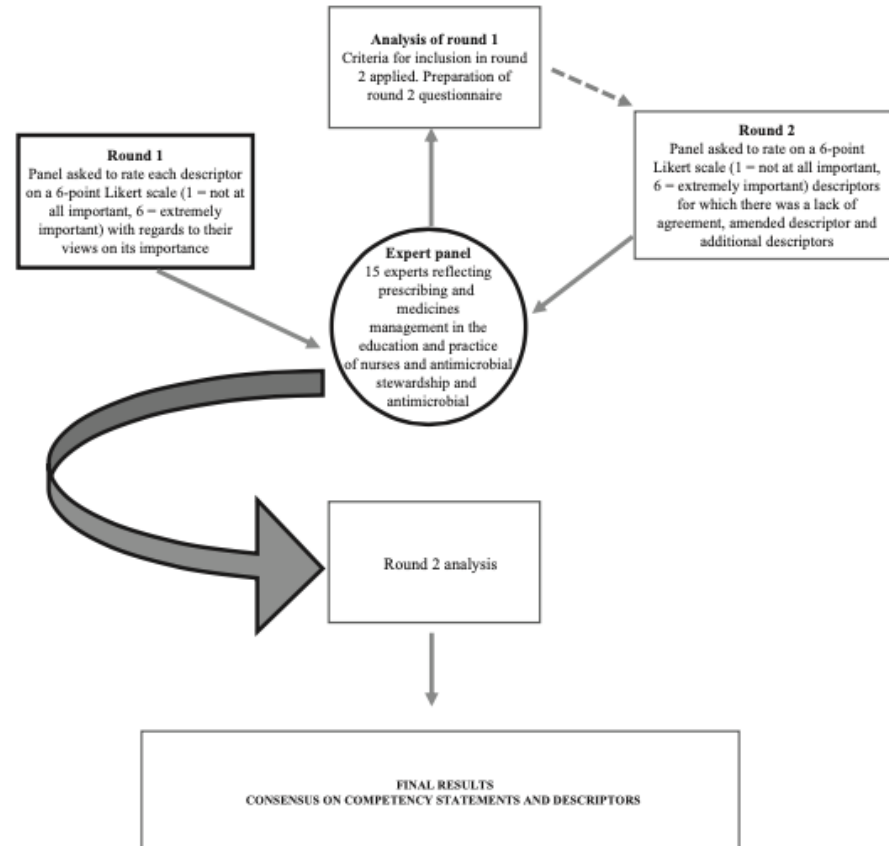 Analysis of round 1
Criteria for inclusion in round
2 applied. Preparation of
round 2 questionnaire
Round 1
Panel asked to rate each descriptor
on a 6-point Likert scale (1 = not at
all important, 6 = extremely
important) with regards to their
views on its importance
Round 2
Panel asked to rate on a 6-point
Likert scale (1 = not at all important,
6 = extremely important) descriptors
for which there was a lack of
agreement, amended descriptor and
additional descriptors
Expert panel
15 experts reflecting
prescribing and
medicines
management in the
education and practice
of nurses and antimicrobial
stewardship and
antimicrobial
Round 2 analysis
FINAL RESULTS
CONSENSUS ON COMPETENCY STATEMENTS AND DESCRIPTORS